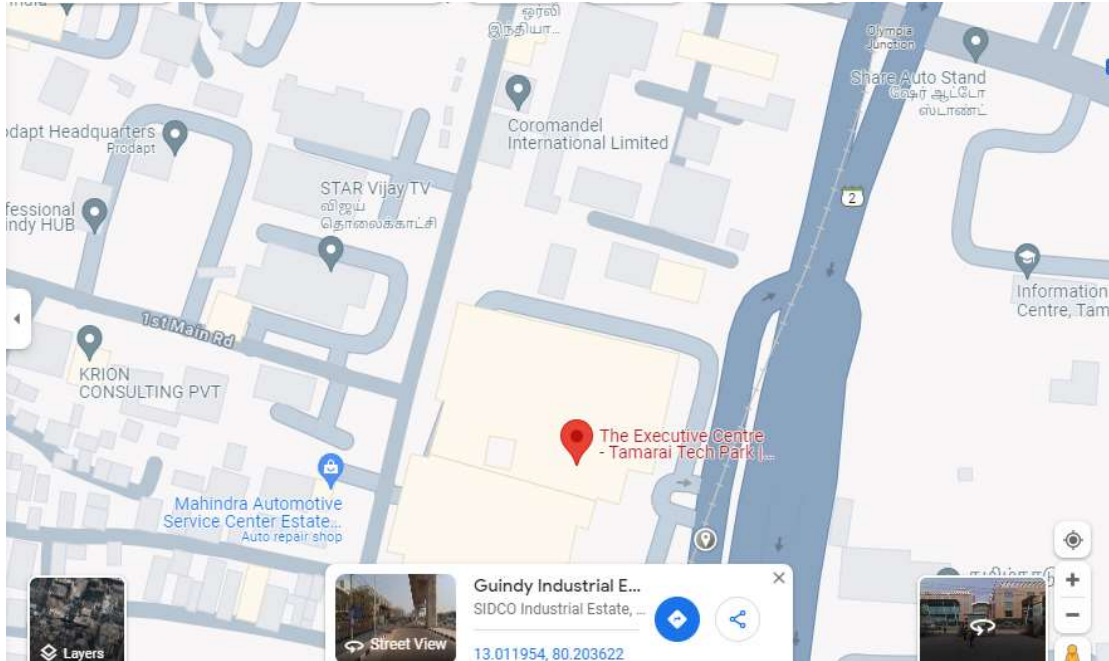 ஒர்லி
இந்தியா...
Olympia
Junction
Share Auto Stand
ஷேர் ஆட்டோ
ஸ்டாண்ட்
Coromandel
International Limited
odapt Headquarters
Prodapt
STAR Vijay TV
விஜய்
தொலைக்காட்சி
fessional
indy HUB
2
Information
Centre, Tam
1st Main Rd
KRION
CONSULTING PVT
The Executive Centre
- Tamarai Tech Park |...
Mahindra Automotive
Service Center Estate...
Auto repair shop
Guindy Industrial E...
SIDCO Industrial Estate, ...
13.011954, 80.203622
Street View
Layers